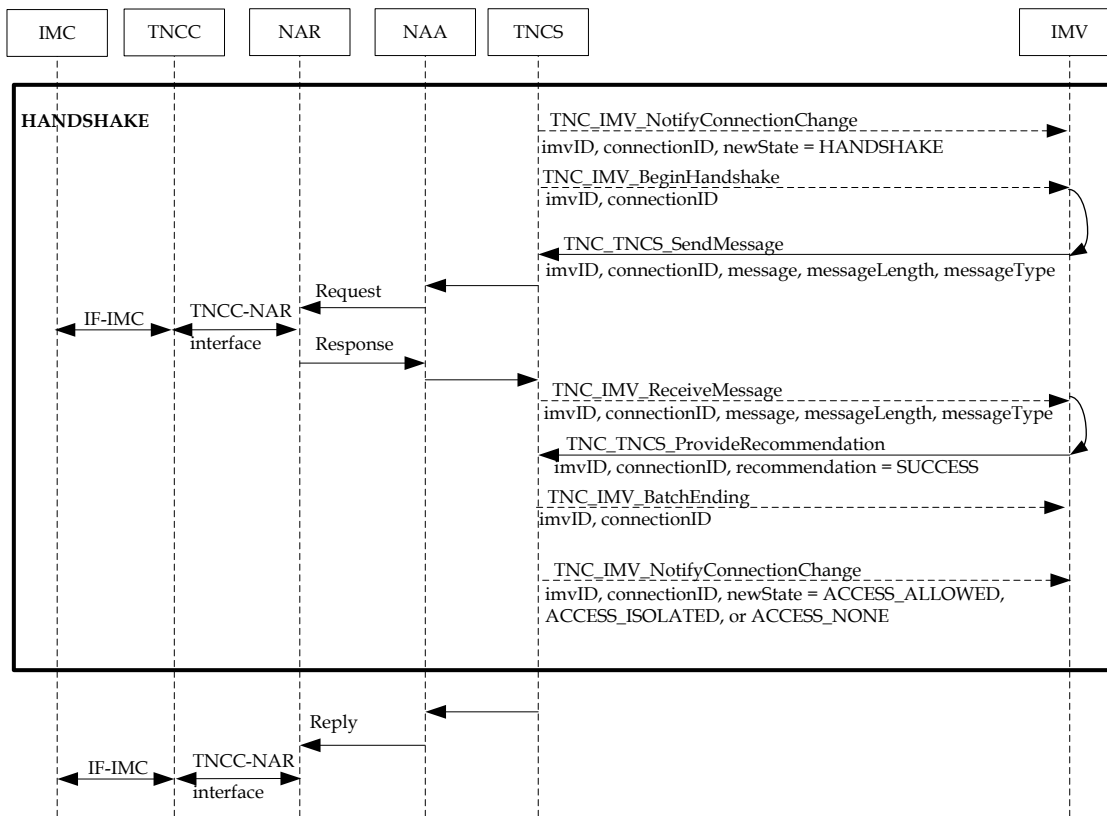 IMC TNCC NAR NAA TNCS IMV
HANDSHAKE
TNC_IMV_NotifyConnectionChange
imvID, connectionID, newState = HANDSHAKE
TNC_IMV_BeginHandshake
imvID, connectionID
TNC_TNCS_SendMessage
imvID, connectionID, message, messageLength, messageType
Request
IF-IMC
TNCC-NAR
interface
Response
TNC_IMV_ReceiveMessage
imvID, connectionID, message, messageLength, messageType
TNC_TNCS_ProvideRecommendation
imvID, connectionID, recommendation = SUCCESS
TNC_IMV_BatchEnding
imvID, connectionID
TNC_IMV_NotifyConnectionChange
imvID, connectionID, newState = ACCESS_ALLOWED,
ACCESS_ISOLATED, or ACCESS_NONE
Reply
IF-IMC
TNCC-NAR
interface